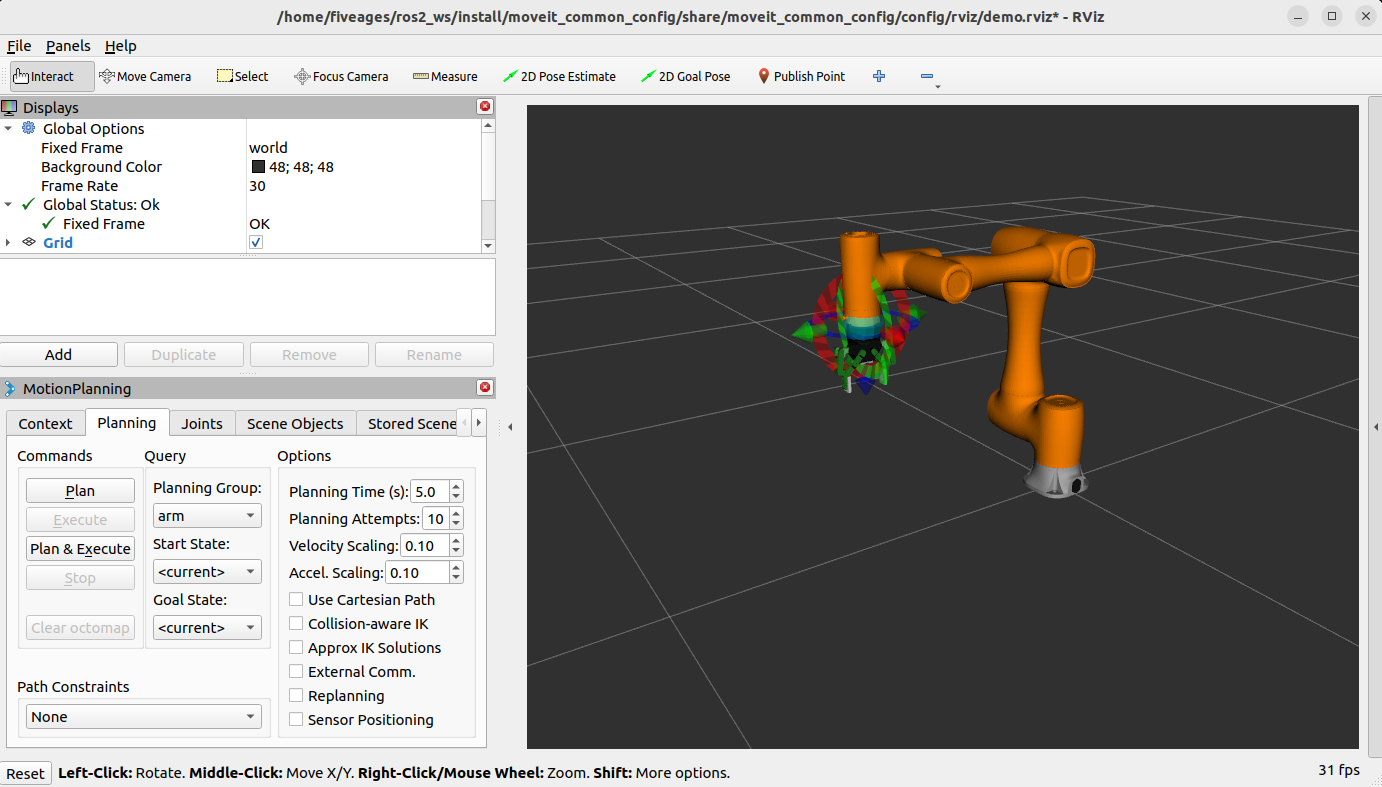 /home/fiveages/ros2_ws/install/moveit_common_config/share/moveit_common_config/config/rviz/demo.rviz* - RViz
File Panels Help
Interact Move Camera Select Focus Camera Measure 2D Pose Estimate 2D Goal Pose Publish Point
Displays
Global Options
Fixed Frame world
Background Color 48; 48; 48
Frame Rate 30
Global Status: Ok
Fixed Frame OK
Grid
Add Duplicate Remove Rename
MotionPlanning
Context Planning Joints Scene Objects Stored Scene
Commands Query Options
Plan
Execute
Plan & Execute
Stop
Clear octomap
Planning Group:
arm
Start State:
<current>
Goal State:
<current>
Planning Time (s): 5.0
Planning Attempts: 10
Velocity Scaling: 0.10
Accel. Scaling: 0.10
Use Cartesian Path
Collision-aware IK
Approx IK Solutions
External Comm.
Replanning
Sensor Positioning
Path Constraints
None
Reset Left-Click: Rotate. Middle-Click: Move X/Y. Right-Click/Mouse Wheel: Zoom. Shift: More options. 31 fps